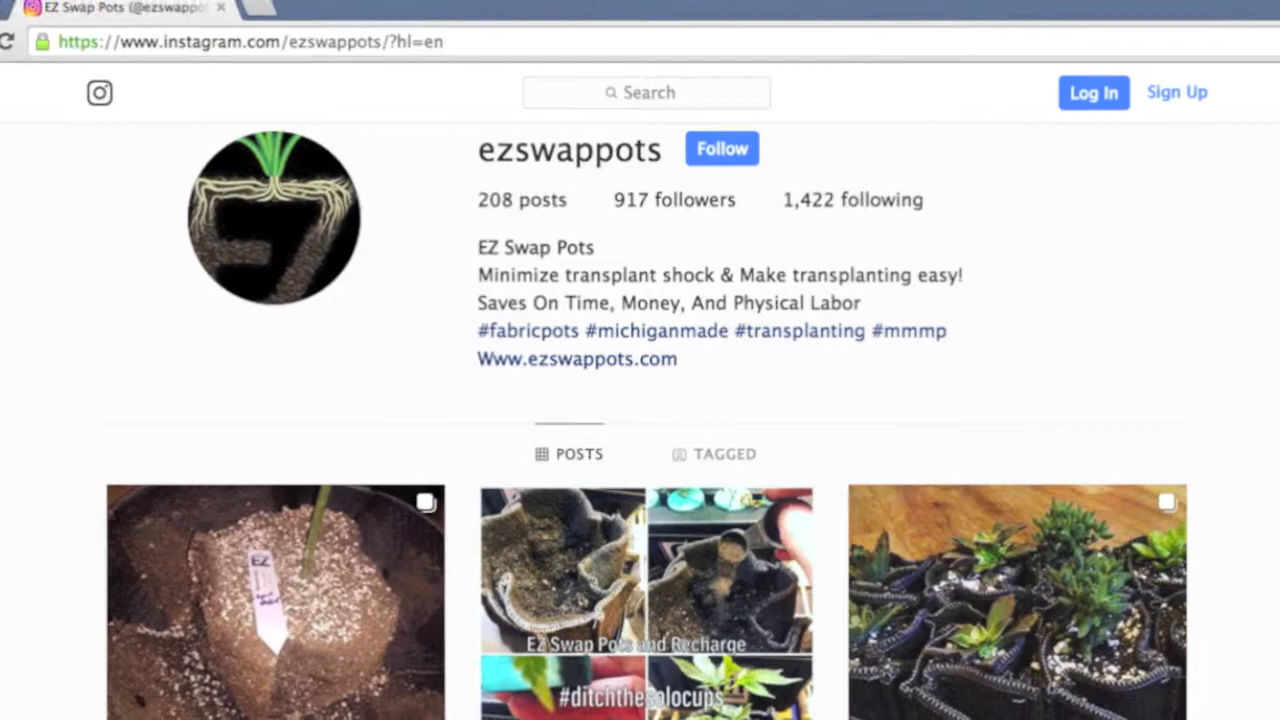 EZ Swap Pots (@ezswappo
https://www.instagram.com/ezswappots/?hl=en
Search
Log In
Sign Up
ezswappots
Follow
208 posts 917 followers 1,422 following
EZ Swap Pots
Minimize transplant shock & Make transplanting easy!
Saves On Time, Money, And Physical Labor
#fabricpots #michiganmade #transplanting #mmmp
Www.ezswappots.com
POSTS
TAGGED
EZ
EZ Swap Pots and Recharge
#ditchthesolocups